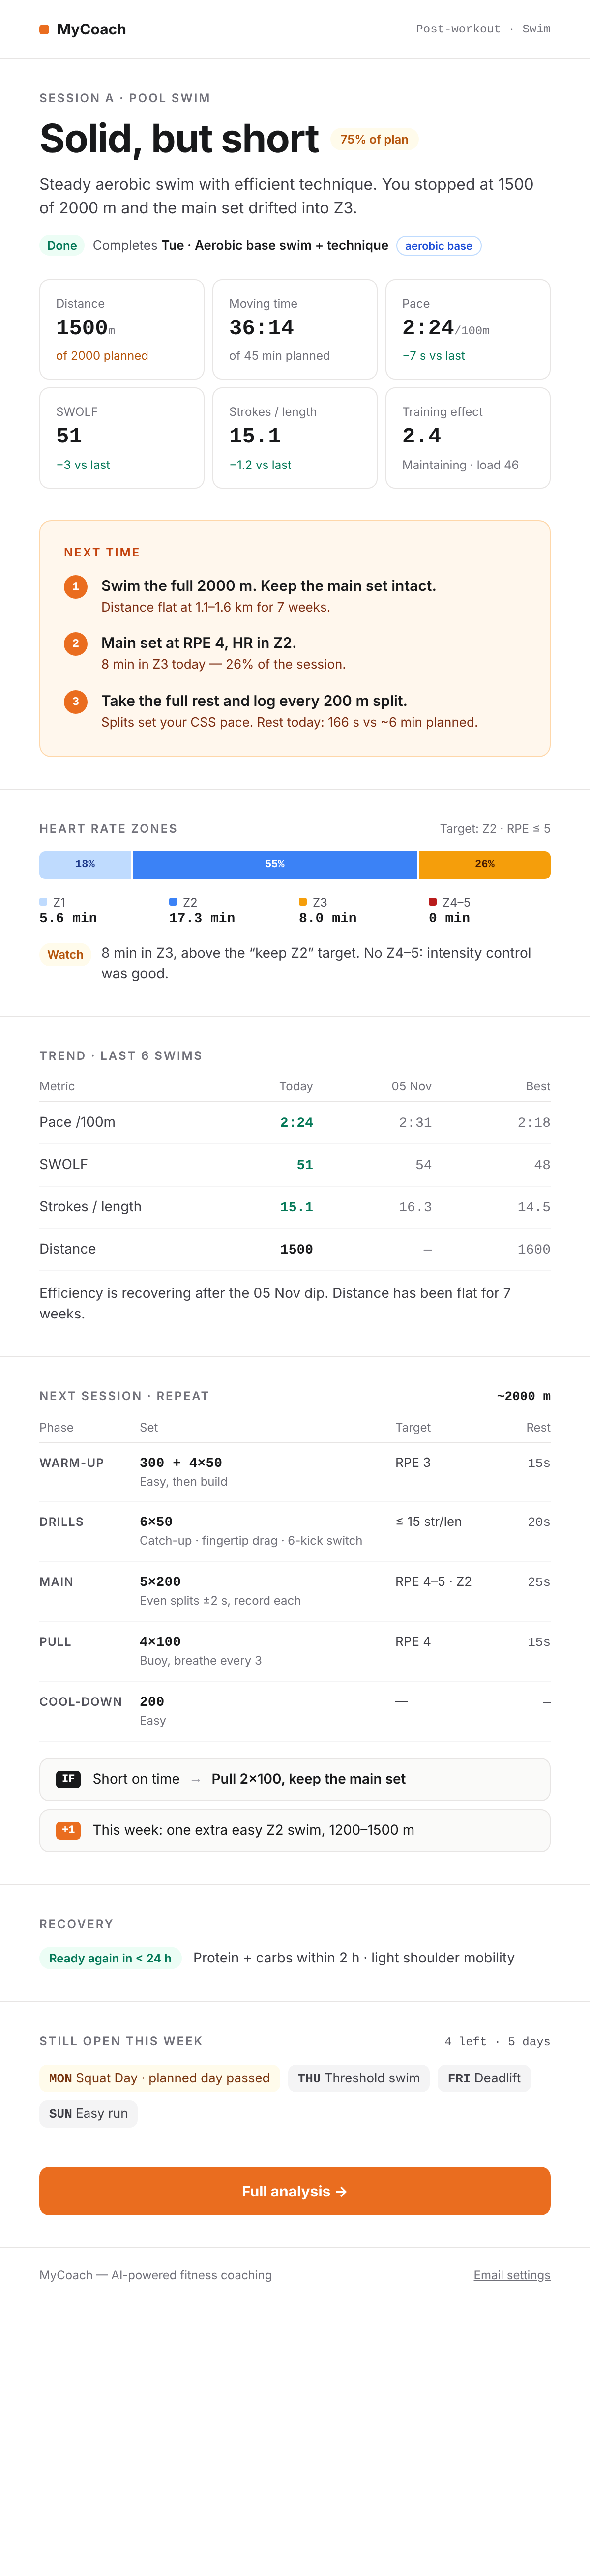 MyCoach
Post-workout · Swim
SESSION A · POOL SWIM
Solid, but short 75% of plan
Steady aerobic swim with efficient technique. You stopped at 1500
of 2000 m and the main set drifted into Z3.
Done Completes Tue · Aerobic base swim + technique aerobic base
Distance
1500m
of 2000 planned
Moving time
36:14
of 45 min planned
Pace
2:24/100m
−7 s vs last
SWOLF
51
−3 vs last
Strokes / length
15.1
−1.2 vs last
Training effect
2.4
Maintaining · load 46
NEXT TIME
1 Swim the full 2000 m. Keep the main set intact.
Distance flat at 1.1–1.6 km for 7 weeks.
2 Main set at RPE 4, HR in Z2.
8 min in Z3 today — 26% of the session.
3 Take the full rest and log every 200 m split.
Splits set your CSS pace. Rest today: 166 s vs ~6 min planned.
HEART RATE ZONES Target: Z2 · RPE ≤ 5
18% 55% 26%
Z1 Z2 Z3 Z4–5
5.6 min 17.3 min 8.0 min 0 min
Watch 8 min in Z3, above the “keep Z2” target. No Z4–5: intensity control
was good.
TREND · LAST 6 SWIMS
Metric Today 05 Nov Best
Pace /100m 2:24 2:31 2:18
SWOLF 51 54 48
Strokes / length 15.1 16.3 14.5
Distance 1500 — 1600
Efficiency is recovering after the 05 Nov dip. Distance has been flat for 7
weeks.
NEXT SESSION · REPEAT ~2000 m
Phase Set Target Rest
WARM-UP 300 + 4×50 RPE 3 15s
Easy, then build
DRILLS 6×50 ≤ 15 str/len 20s
Catch-up · fingertip drag · 6-kick switch
MAIN 5×200 RPE 4–5 · Z2 25s
Even splits ±2 s, record each
PULL 4×100 RPE 4 15s
Buoy, breathe every 3
COOL-DOWN 200 — —
Easy
IF Short on time → Pull 2×100, keep the main set
+1 This week: one extra easy Z2 swim, 1200–1500 m
RECOVERY
Ready again in < 24 h Protein + carbs within 2 h · light shoulder mobility
STILL OPEN THIS WEEK 4 left · 5 days
MON Squat Day · planned day passed THU Threshold swim FRI Deadlift
SUN Easy run
Full analysis →
MyCoach — AI-powered fitness coaching Email settings